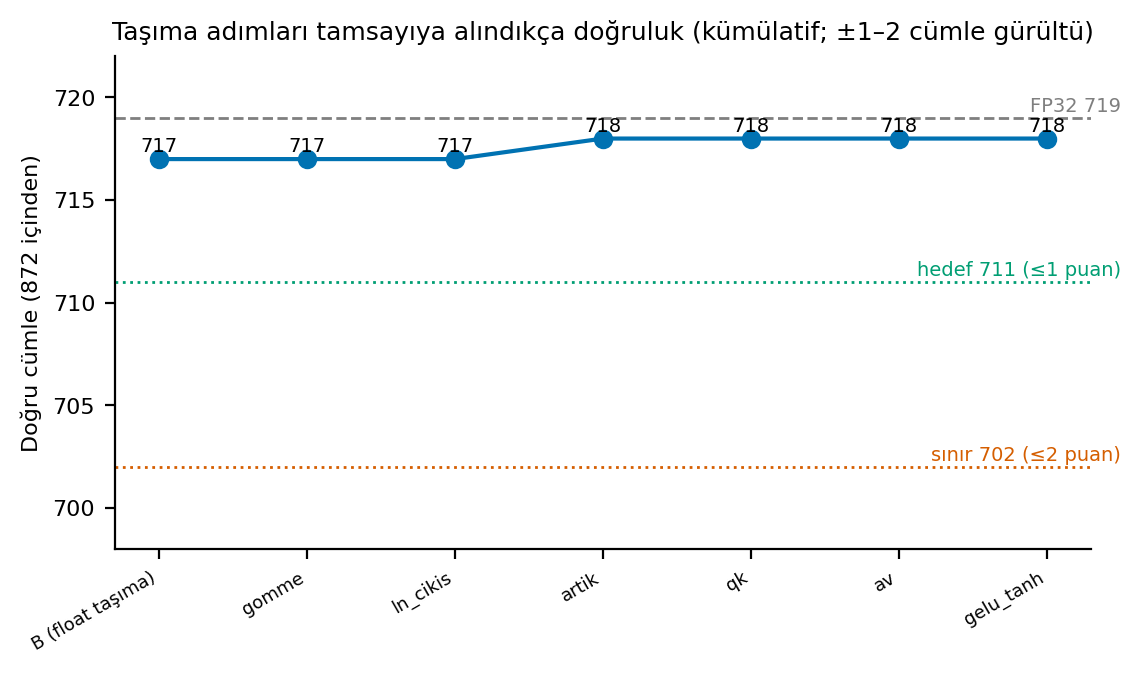 Taşıma adımları tamsayıya alındıkça doğruluk (kümülatif; ±1–2 cümle gürültü)
Doğru cümle (872 içinden)
720
715
710
705
700
FP32 719
717
717
717
718
718
718
718
hedef 711 (≤1 puan)
sınır 702 (≤2 puan)
B (float taşıma)
gomme
ln_cikis
artik
qk
av
gelu_tanh